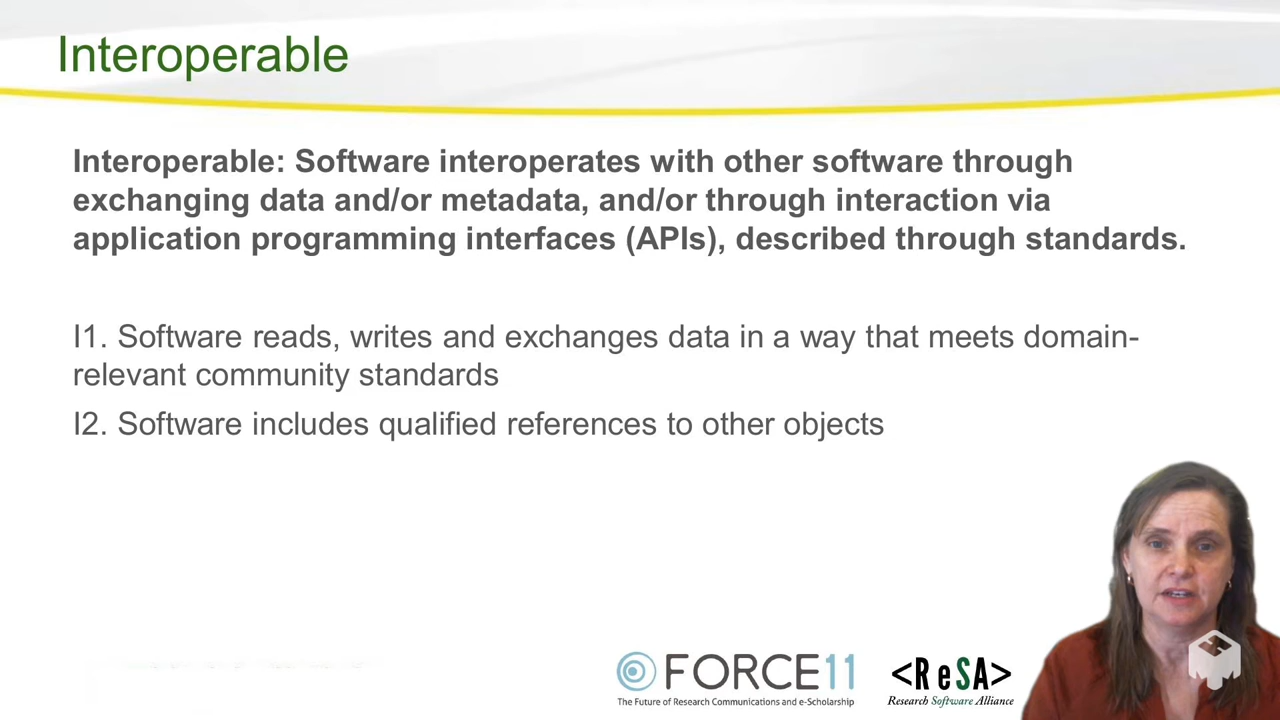 Interoperable
Interoperable: Software interoperates with other software through
exchanging data and/or metadata, and/or through interaction via
application programming interfaces (APIs), described through standards.
I1. Software reads, writes and exchanges data in a way that meets domain-
relevant community standards
I2. Software includes qualified references to other objects
FORCE11
The Future of Research Communications and e-Scholarship
<ReSA>
Research Software Alliance